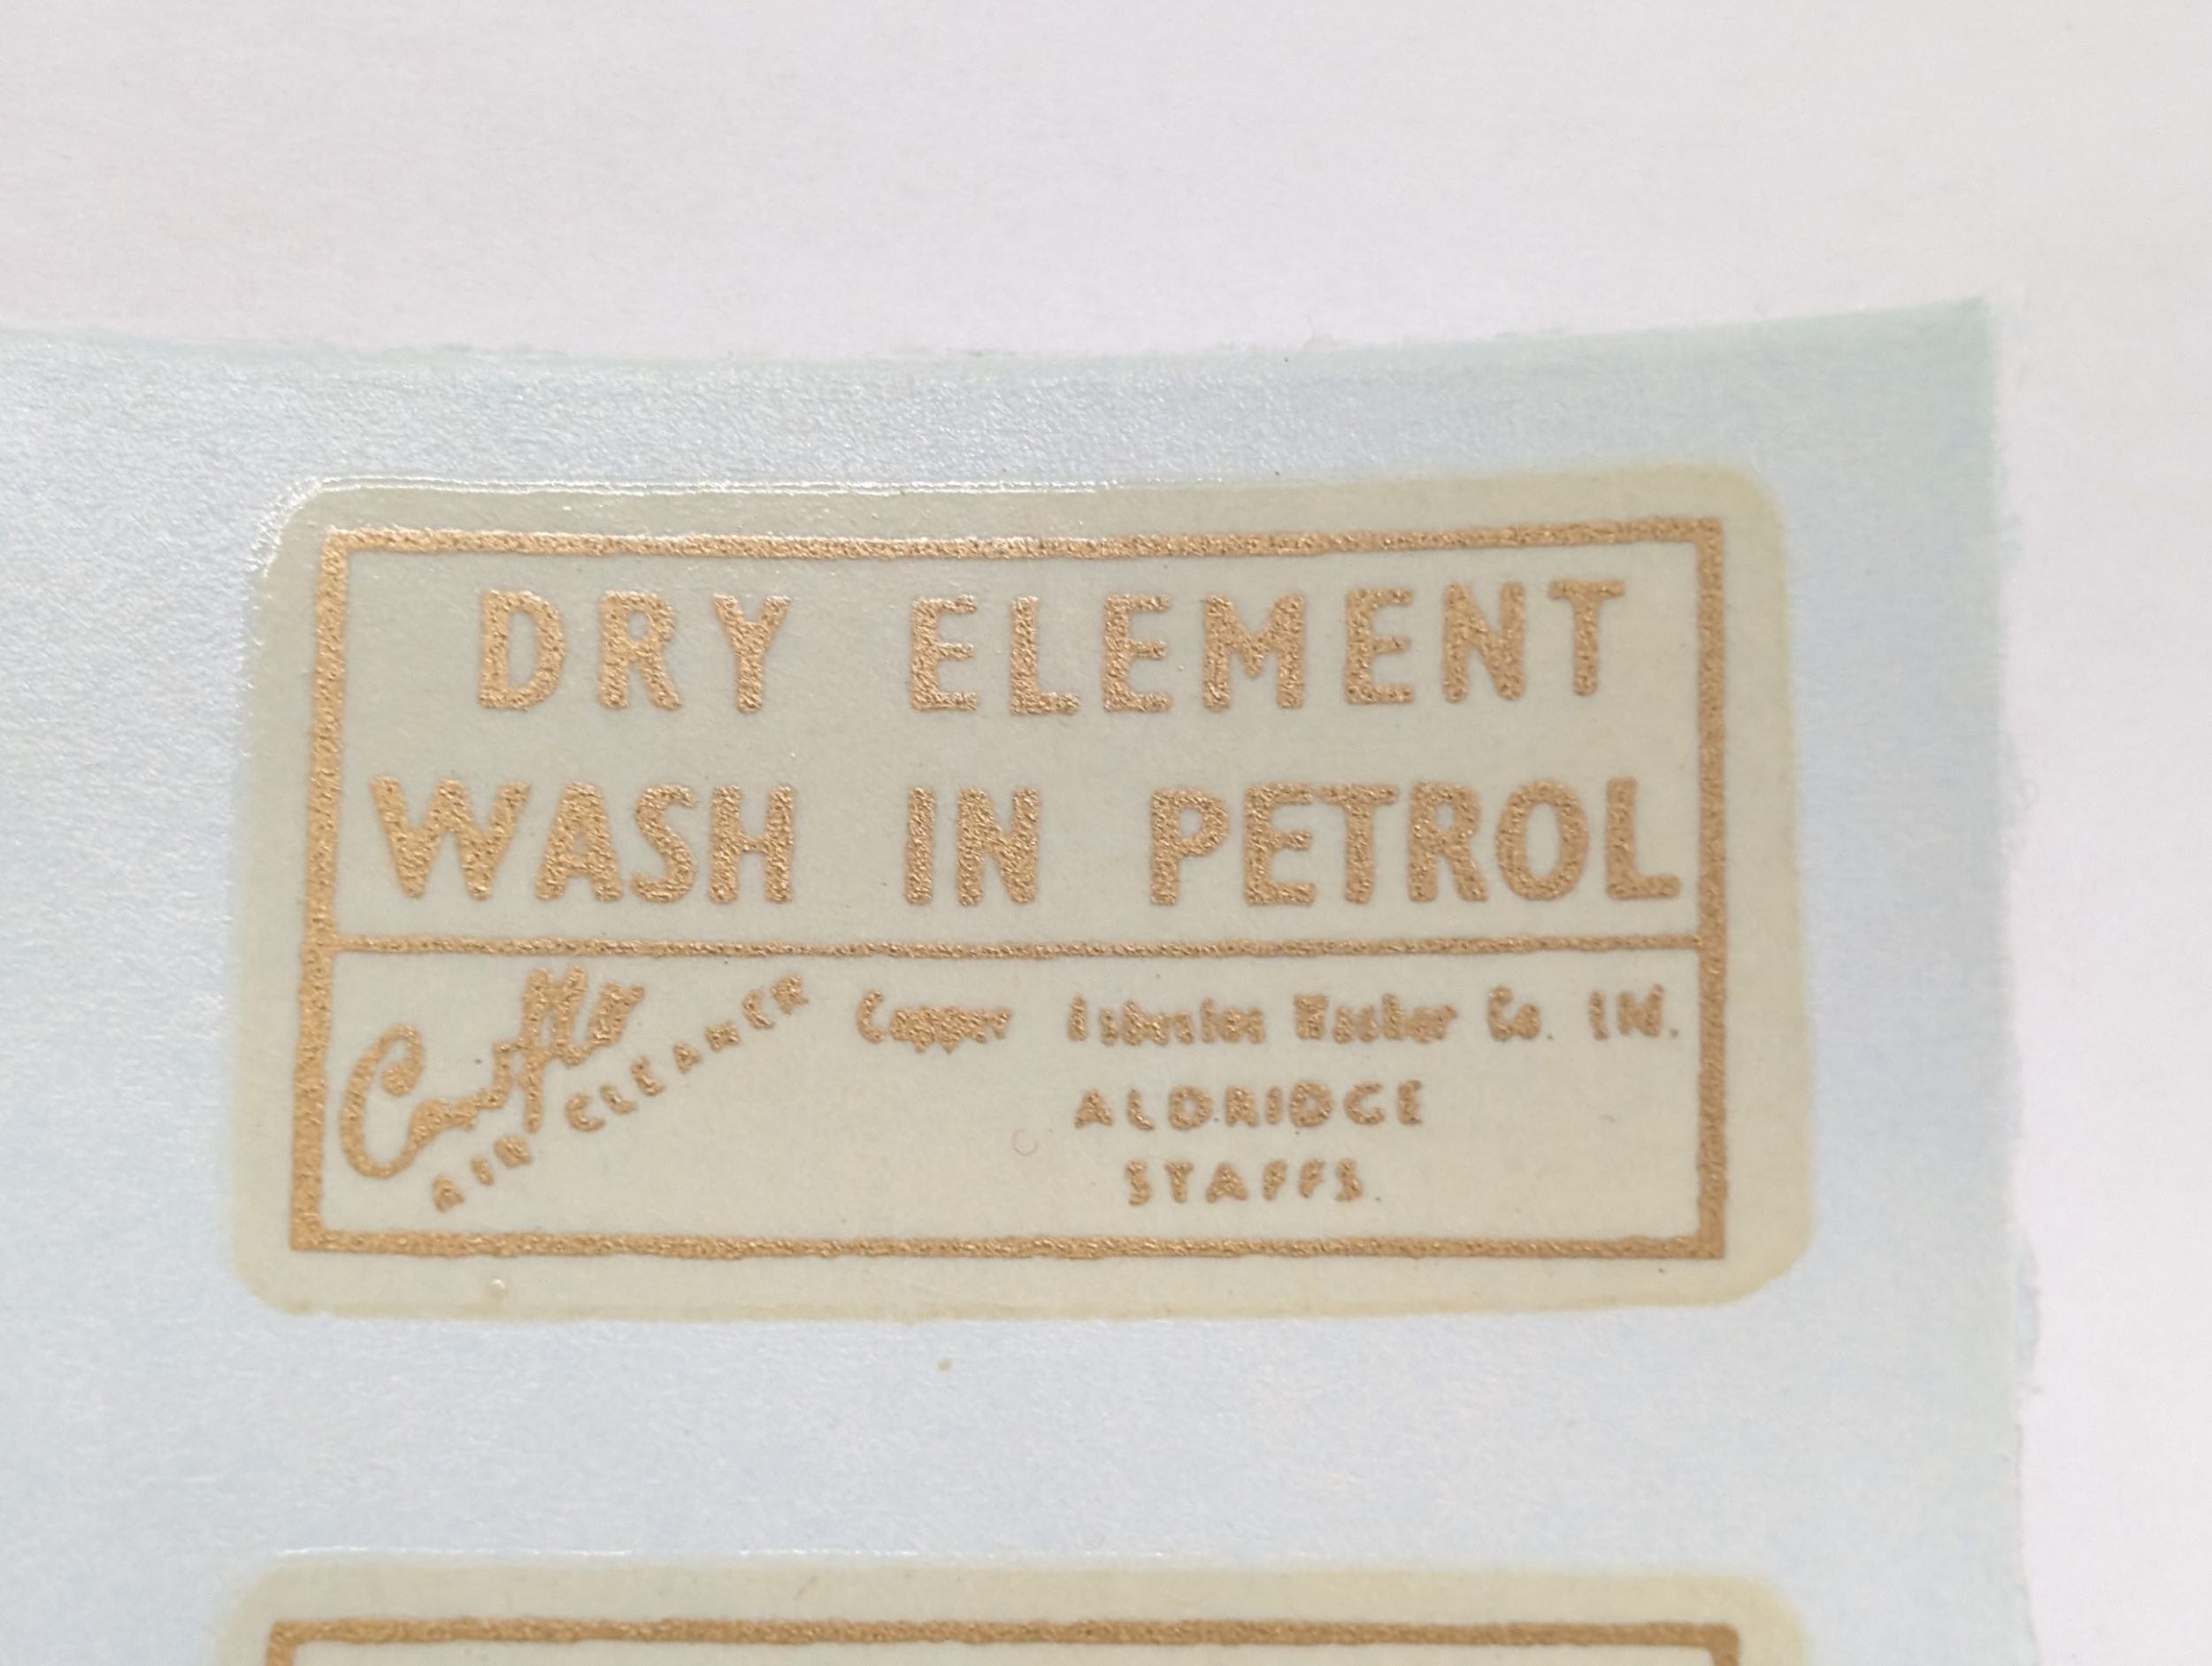 DRY ELEMENT
WASH IN PETROL
AIR CLEANER
Copper Asbestos Washer Co. Ltd.
ALDRIDGE
STAFFS.